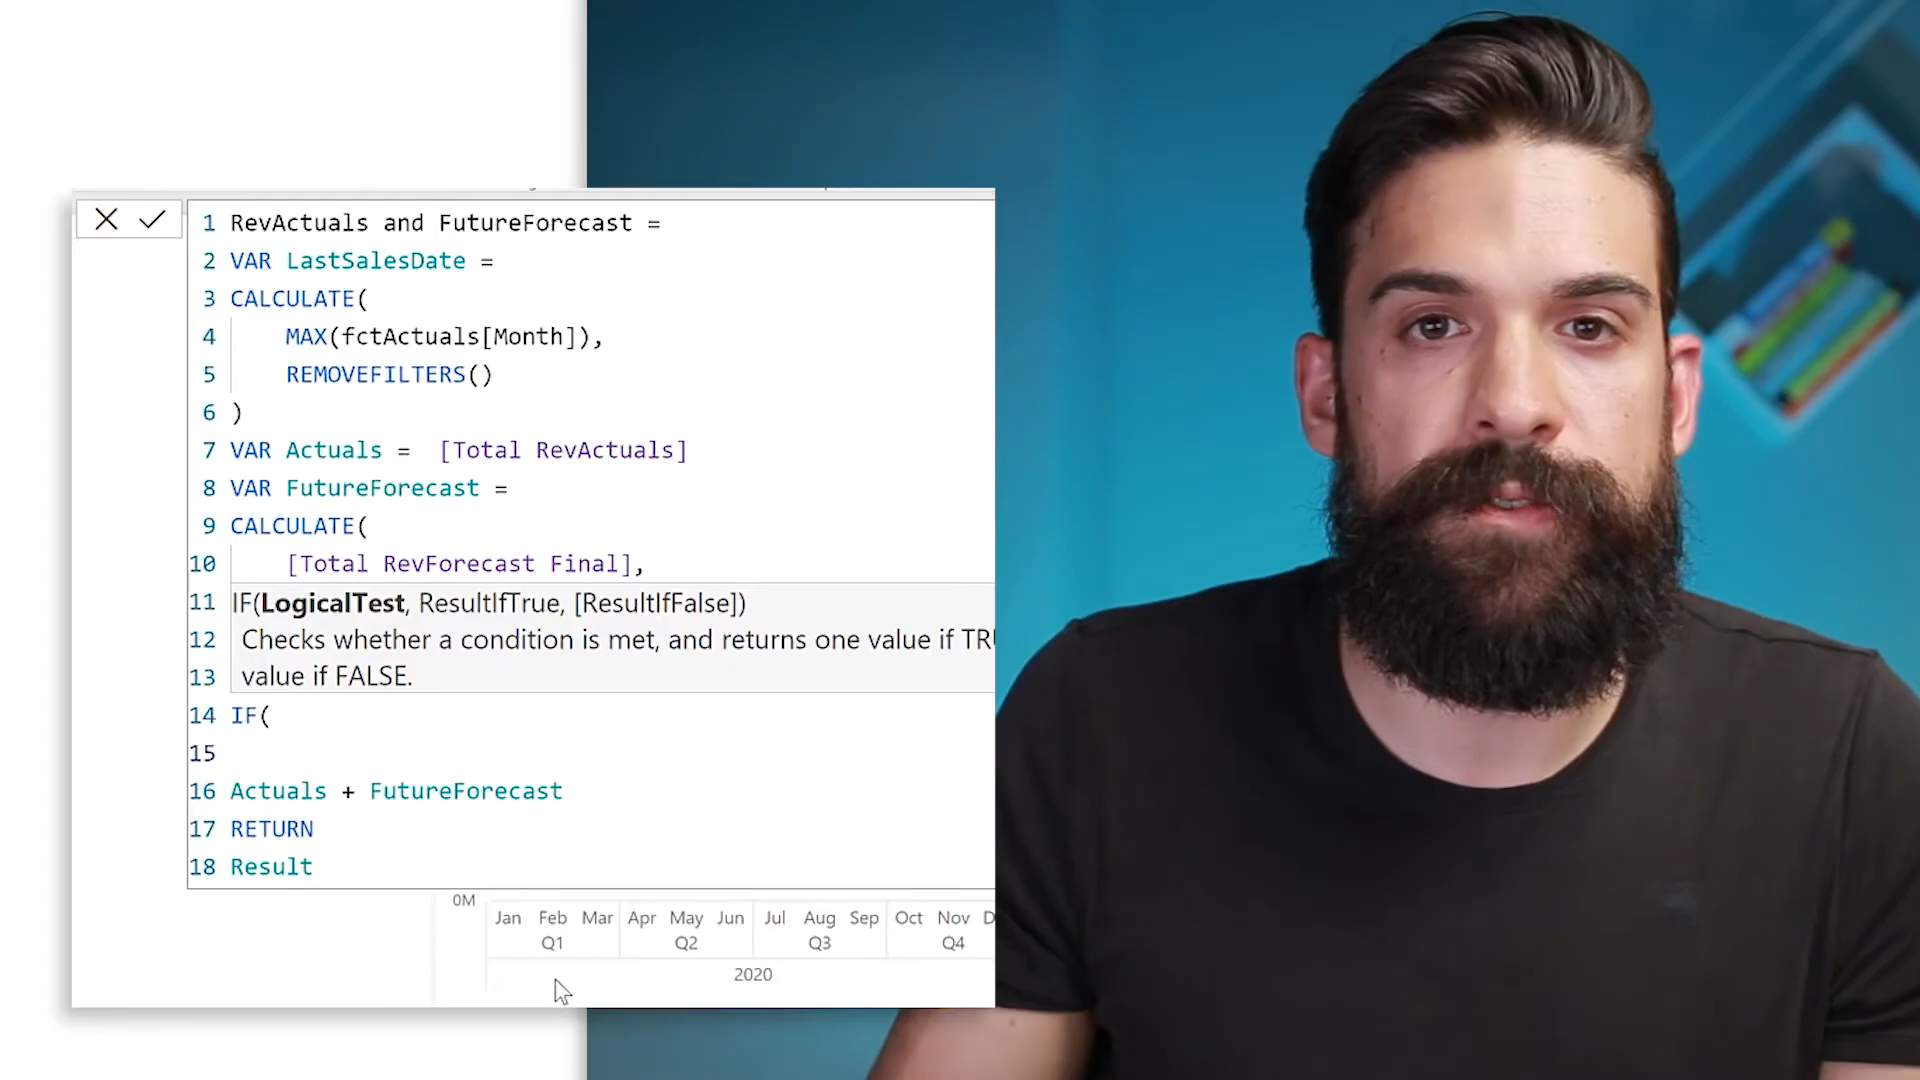 1 RevActuals and FutureForecast =
2 VAR LastSalesDate =
3 CALCULATE(
4 MAX(fctActuals[Month]),
5 REMOVEFILTERS()
6 )
7 VAR Actuals = [Total RevActuals]
8 VAR FutureForecast =
9 CALCULATE(
10 [Total RevForecast Final],
11 IF(LogicalTest, ResultIfTrue, [ResultIfFalse])
12 Checks whether a condition is met, and returns one value if TRU
13 value if FALSE.
14 IF(
15
16 Actuals + FutureForecast
17 RETURN
18 Result
0M
Jan Feb Mar Apr May Jun Jul Aug Sep Oct Nov D
Q1 Q2 Q3 Q4
2020